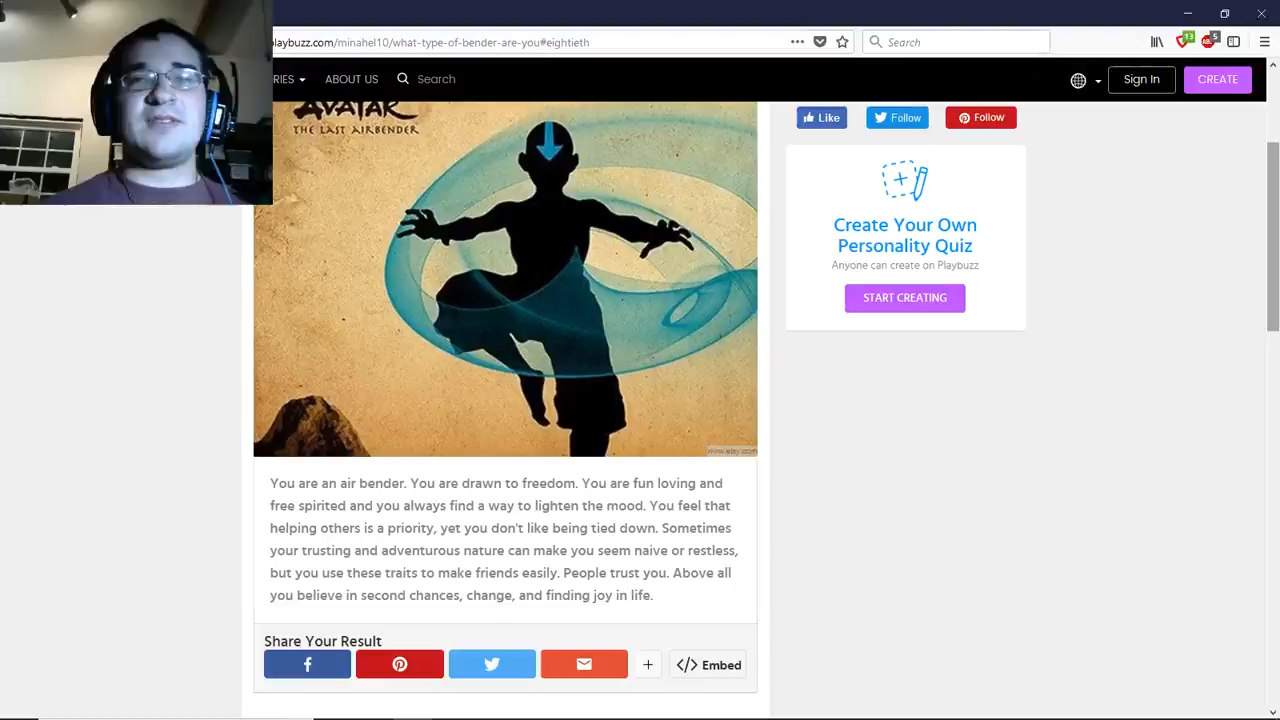 playbuzz.com/minahel10/what-type-of-bender-are-you#eightieth
Search
13
5
RIES
ABOUT US
Search
Sign In
CREATE
AVATAR
THE LAST AIRBENDER
Like
Follow
Follow
Create Your Own
Personality Quiz
Anyone can create on Playbuzz
START CREATING
You are an air bender. You are drawn to freedom. You are fun loving and
free spirited and you always find a way to lighten the mood. You feel that
helping others is a priority, yet you don't like being tied down. Sometimes
your trusting and adventurous nature can make you seem naive or restless,
but you use these traits to make friends easily. People trust you. Above all
you believe in second chances, change, and finding joy in life.
Share Your Result
Embed